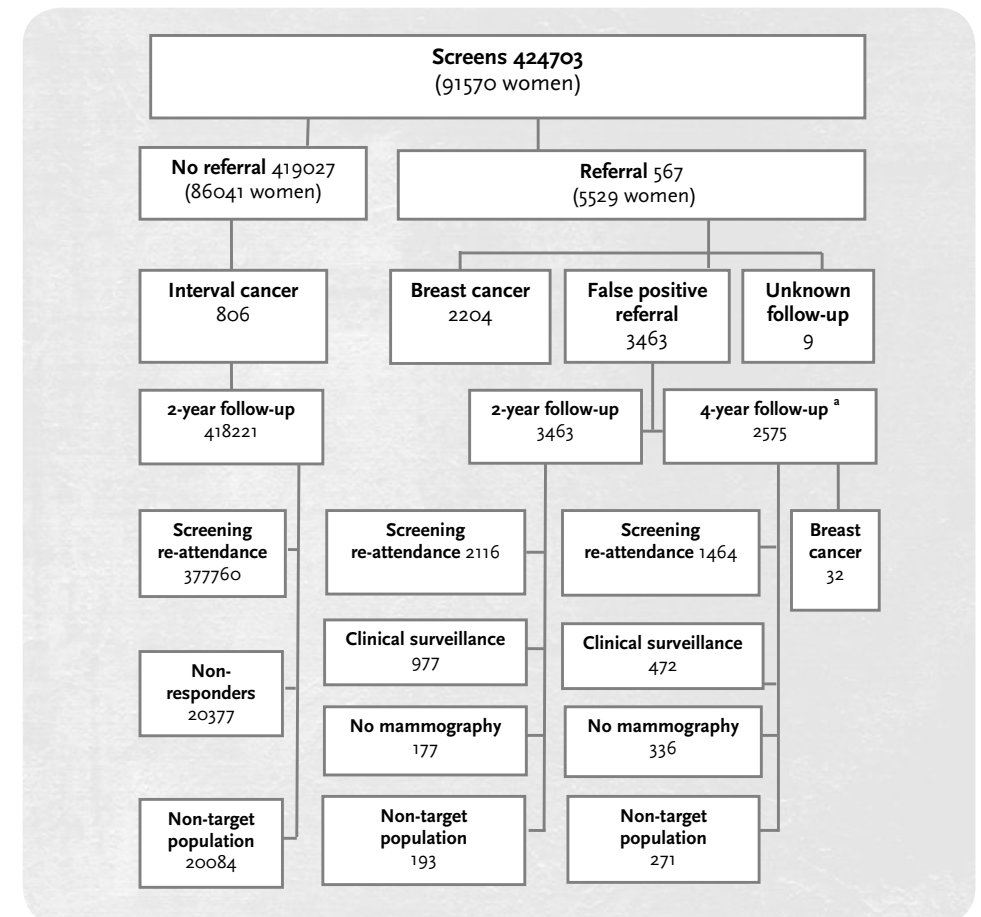 Screens 424703
(91570 women)
No referral 419027
(86041 women)
Referral 567
(5529 women)
Interval cancer
806
Breast cancer
2204
False positive
referral
3463
Unknown
follow-up
9
2-year follow-up
418221
2-year follow-up
3463
4-year follow-up a
2575
Screening
re-attendance
377760
Screening
re-attendance 2116
Screening
re-attendance 1464
Breast
cancer
32
Clinical surveillance
977
Clinical surveillance
472
Non-
responders
20377
No mammography
177
No mammography
336
Non-target
population
20084
Non-target
population
193
Non-target
population
271